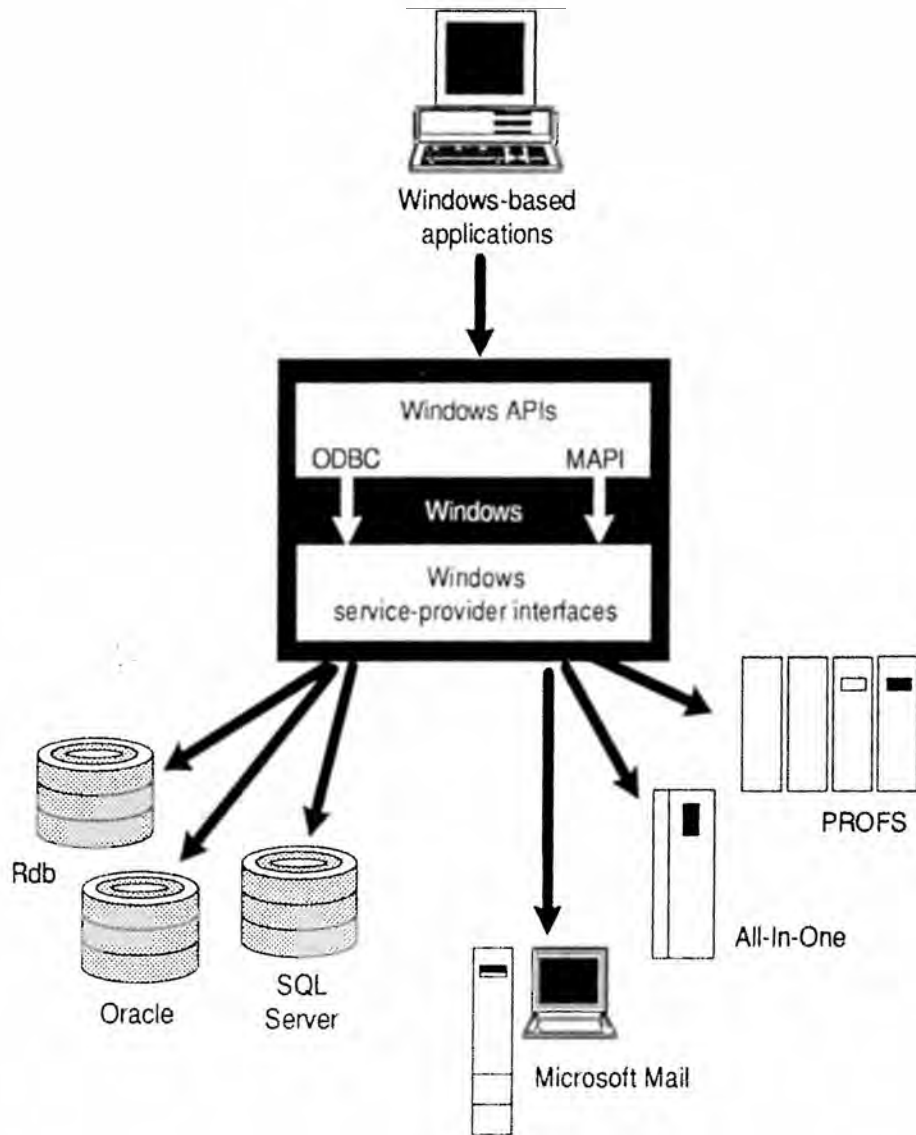 Windows-based
applications
Windows APIs
ODBC MAPI
Windows
Windows
service-provider interfaces
Rdb
Oracle
SQL
Server
Microsoft Mail
All-In-One
PROFS